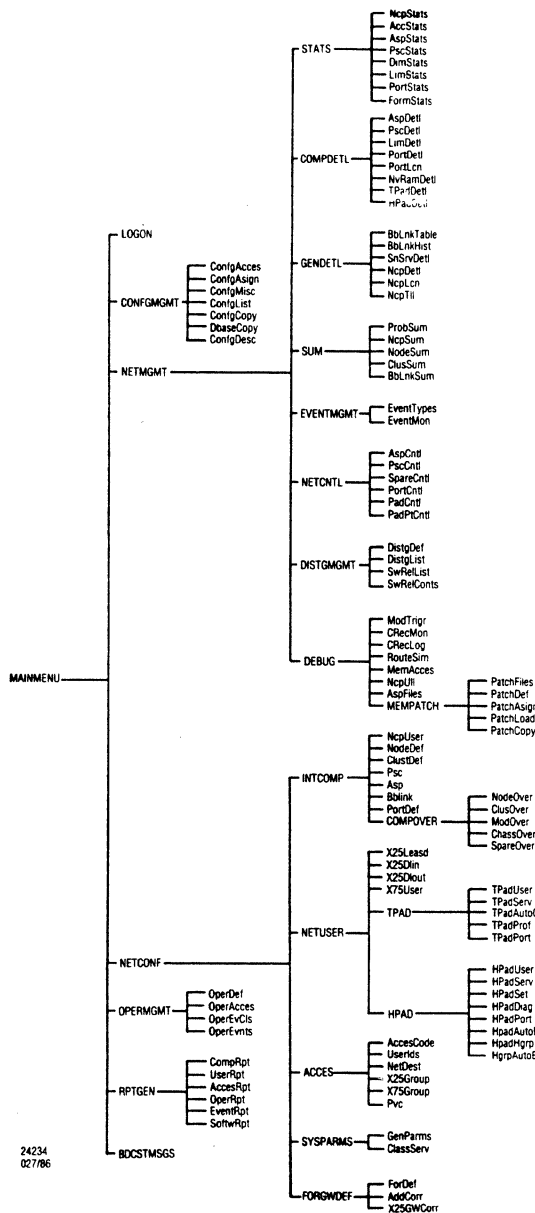 MAINMENU
LOGON
CONFGMGMT
ConfgAcces
ConfgAsign
ConfgMisc
ConfgList
ConfgCopy
DbaseCopy
ConfgDesc
NETMGMT
STATS
NcpStats
AccStats
AspStats
PscStats
DimStats
LimStats
PortStats
FormStats
COMPDETL
AspDetl
PscDetl
LimDetl
PortDetl
PortLcn
NvRamDetl
TPadDetl
HPadDetl
GENDETL
BbLnkTable
BbLnkHist
SnSrvDetl
NcpDetl
NcpLcn
NcpTli
SUM
ProbSum
NcpSum
NodeSum
ClusSum
BbLnkSum
EVENTMGMT
EventTypes
EventMon
NETCNTL
AspCntl
PscCntl
SpareCntl
PortCntl
PadCntl
PadPtCntl
DISTGMGMT
DistgDef
DistgList
SwRelList
SwRelConts
DEBUG
ModTrigr
CRecMon
CRecLog
RouteSim
MemAcces
AspFiles
MEMPATCH
PatchFiles
PatchDef
PatchAsign
PatchLoad
PatchCopy
NETCONF
INTCOMP
NcpUser
NodeDef
ClustDef
Psc
Asp
Bblink
PortDef
COMPOVER
NodeOver
ClusOver
ModOver
ChassOver
SpareOver
NETUSER
X25Leasd
X25Dlin
X25Dlout
X75User
TPAD
TPadUser
TPadServ
TPadProf
TPadPort
HPAD
HPadUser
HPadServ
HPadSet
HPadDiag
HPadPort
HpadHgrp
ACCES
AccesCode
UserIds
NetDest
X25Group
X75Group
Pvc
SYSPARMS
GenParms
ClassServ
FORGWDEF
ForDef
AddCorr
X25GWCorr
OPERMGMT
OperDef
OperAcces
OperEvCls
OperEvnts
RPTGEN
CompRpt
UserRpt
AccesRpt
OperRpt
EventRpt
SoftwRpt
BDCSTMSGS
24234
027/86